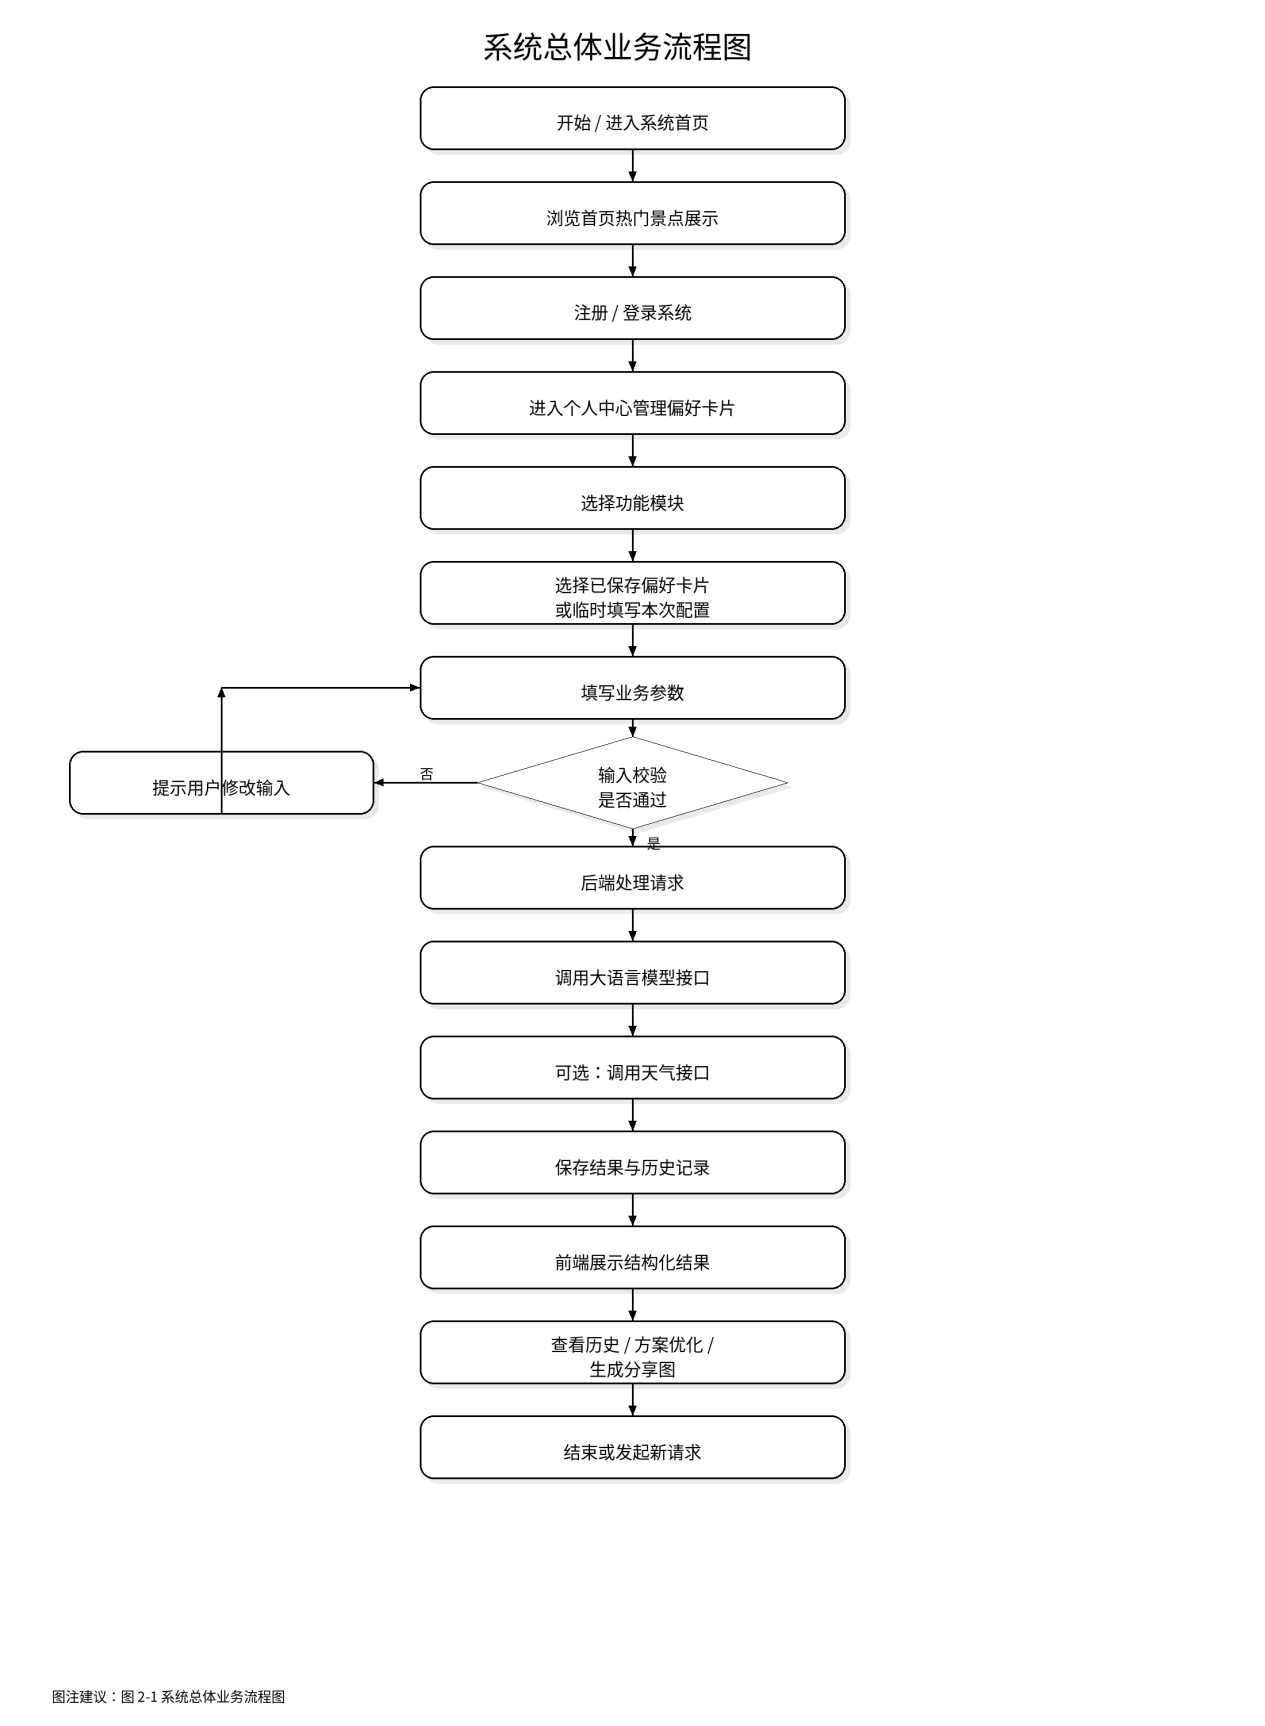 系统总体业务流程图
开始 / 进入系统首页
浏览首页热门景点展示
注册 / 登录系统
进入个人中心管理偏好卡片
选择功能模块
选择已保存偏好卡片
或临时填写本次配置
填写业务参数
输入校验
是否通过
否
提示用户修改输入
是
后端处理请求
调用大语言模型接口
可选：调用天气接口
保存结果与历史记录
前端展示结构化结果
查看历史 / 方案优化 /
生成分享图
结束或发起新请求
图注建议：图 2-1 系统总体业务流程图